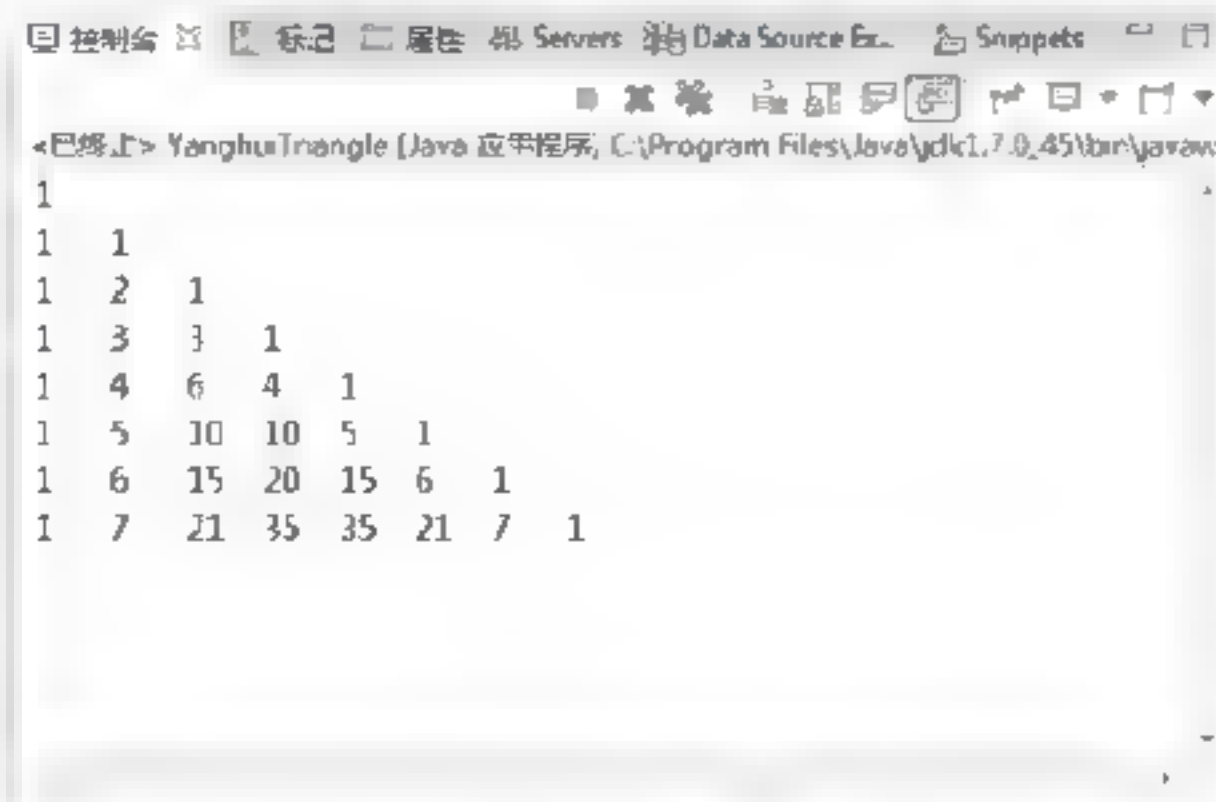 控制台 标记 属性 Servers Data Source Ex... Snippets
<已终止> YanghuiTriangle [Java 应用程序] C:\Program Files\Java\jdk1.7.0_45\bin\javaw
1
1 1
1 2 1
1 3 3 1
1 4 6 4 1
1 5 10 10 5 1
1 6 15 20 15 6 1
1 7 21 35 35 21 7 1